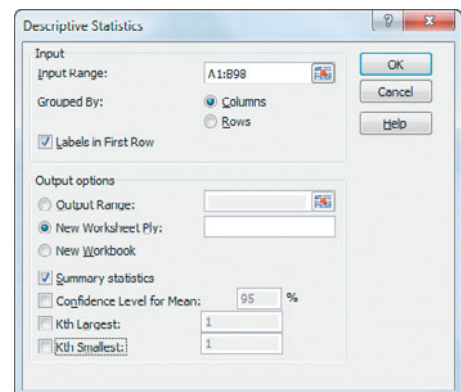 Descriptive Statistics
Input
Input Range:
A1:B98
Grouped By:
Columns
Rows
Labels in First Row
OK
Cancel
Help
Output options
Output Range:
New Worksheet Ply:
New Workbook
Summary statistics
Confidence Level for Mean:
95
%
Kth Largest:
1
Kth Smallest:
1